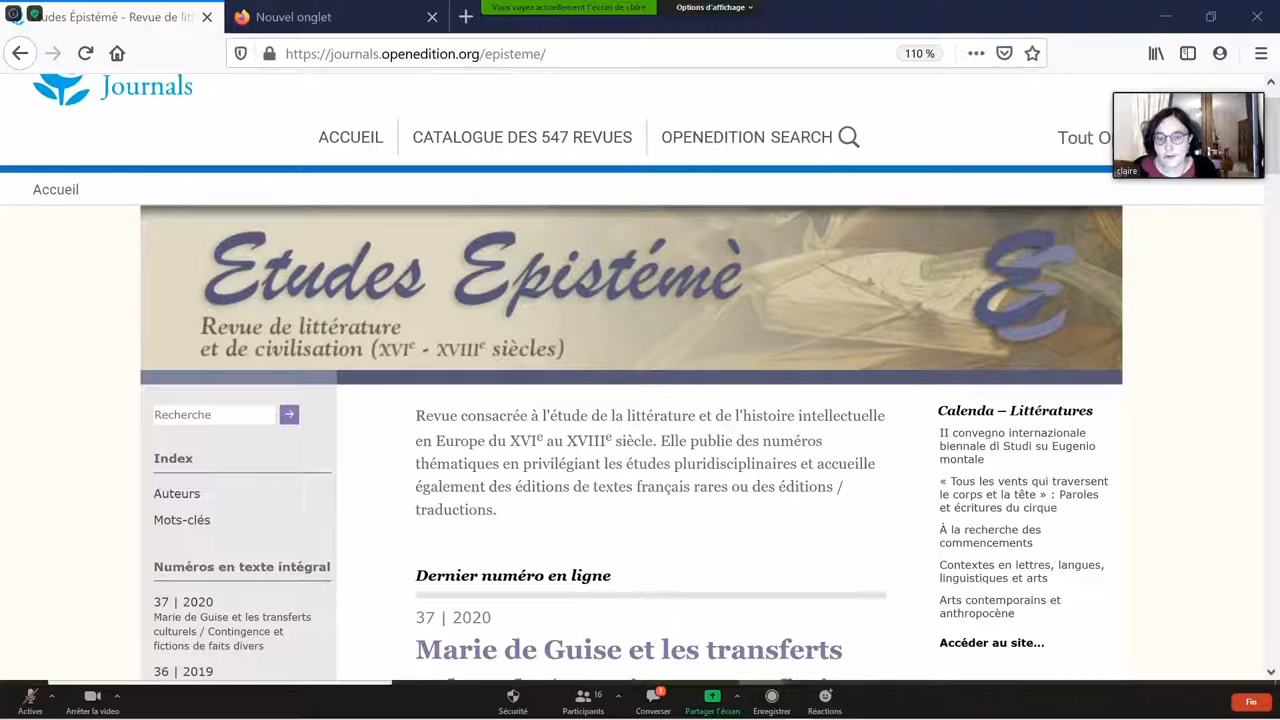 Études Épistémè - Revue de litt
Nouvel onglet
Vous voyez actuellement l'écran de claire
Options d'affichage
https://journals.openedition.org/episteme/
110 %
Journals
ACCUEIL
CATALOGUE DES 547 REVUES
OPENEDITION SEARCH
Tout O
claire
Accueil
Etudes Epistémè
E
Revue de littérature
et de civilisation (XVIe - XVIIIe siècles)
Recherche
Index
Auteurs
Mots-clés
Numéros en texte intégral
37 | 2020
Marie de Guise et les transferts
culturels / Contingence et
fictions de faits divers
36 | 2019
Revue consacrée à l'étude de la littérature et de l'histoire intellectuelle
en Europe du XVIe au XVIIIe siècle. Elle publie des numéros
thématiques en privilégiant les études pluridisciplinaires et accueille
également des éditions de textes français rares ou des éditions /
traductions.
Dernier numéro en ligne
37 | 2020
Marie de Guise et les transferts
Calenda – Littératures
II convegno internazionale
biennale di Studi su Eugenio
montale
« Tous les vents qui traversent
le corps et la tête » : Paroles
et écritures du cirque
À la recherche des
commencements
Contextes en lettres, langues,
linguistiques et arts
Arts contemporains et
anthropocène
Accéder au site...
Activer
Arrêter la vidéo
Sécurité
16
Participants
1
Converser
Partager l'écran
Enregistrer
Réactions
Fin